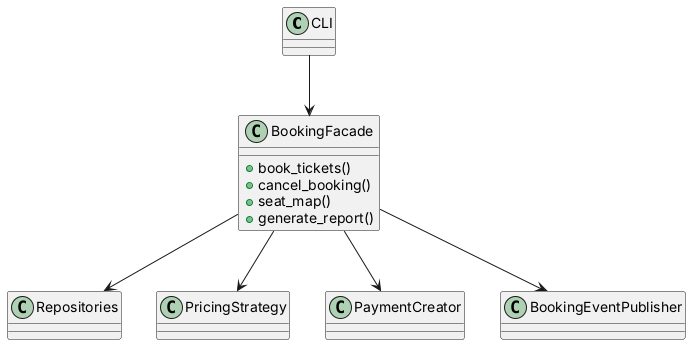 C CLI
C BookingFacade
book_tickets()
cancel_booking()
seat_map()
generate_report()
C Repositories
C PricingStrategy
C PaymentCreator
C BookingEventPublisher